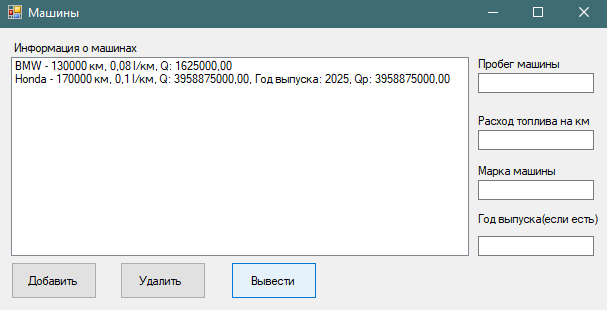 Машины
Информация о машинах
BMW - 130000 км, 0,08 l/км, Q: 1625000,00
Honda - 170000 км, 0,1 l/км, Q: 3958875000,00, Год выпуска: 2025, Qp: 3958875000,00
Пробег машины
Расход топлива на км
Марка машины
Год выпуска(если есть)
Добавить
Удалить
Вывести